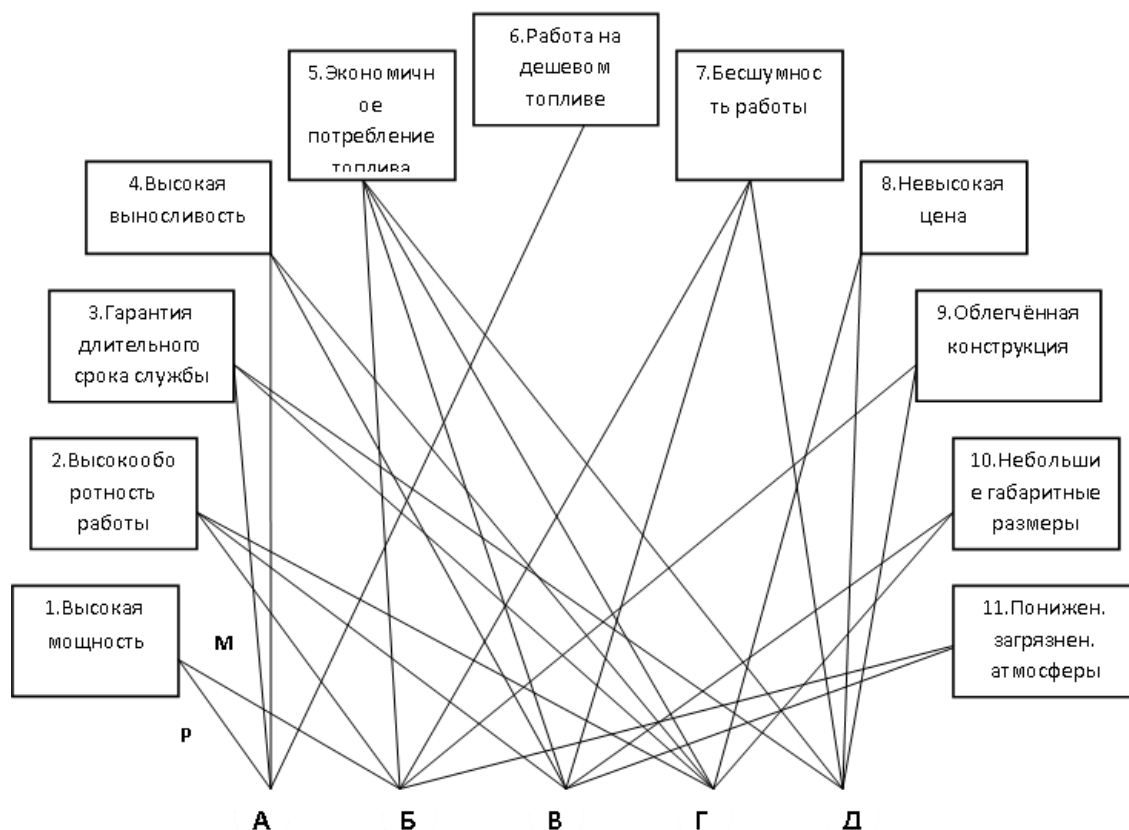 6.Работа на
дешевом
топливе
5.Экономичн
ое
потребление
топлива
7.Бесшумнос
ть работы
4.Высокая
выносливость
8.Невысокая
цена
3.Гарантия
длительного
срока службы
9.Облегчённая
конструкция
2.Высокообо
ротность
работы
10.Небольши
е габаритные
размеры
1.Высокая
мощность
М
11.Понижен.
загрязнен.
атмосферы
Р
А Б В Г Д